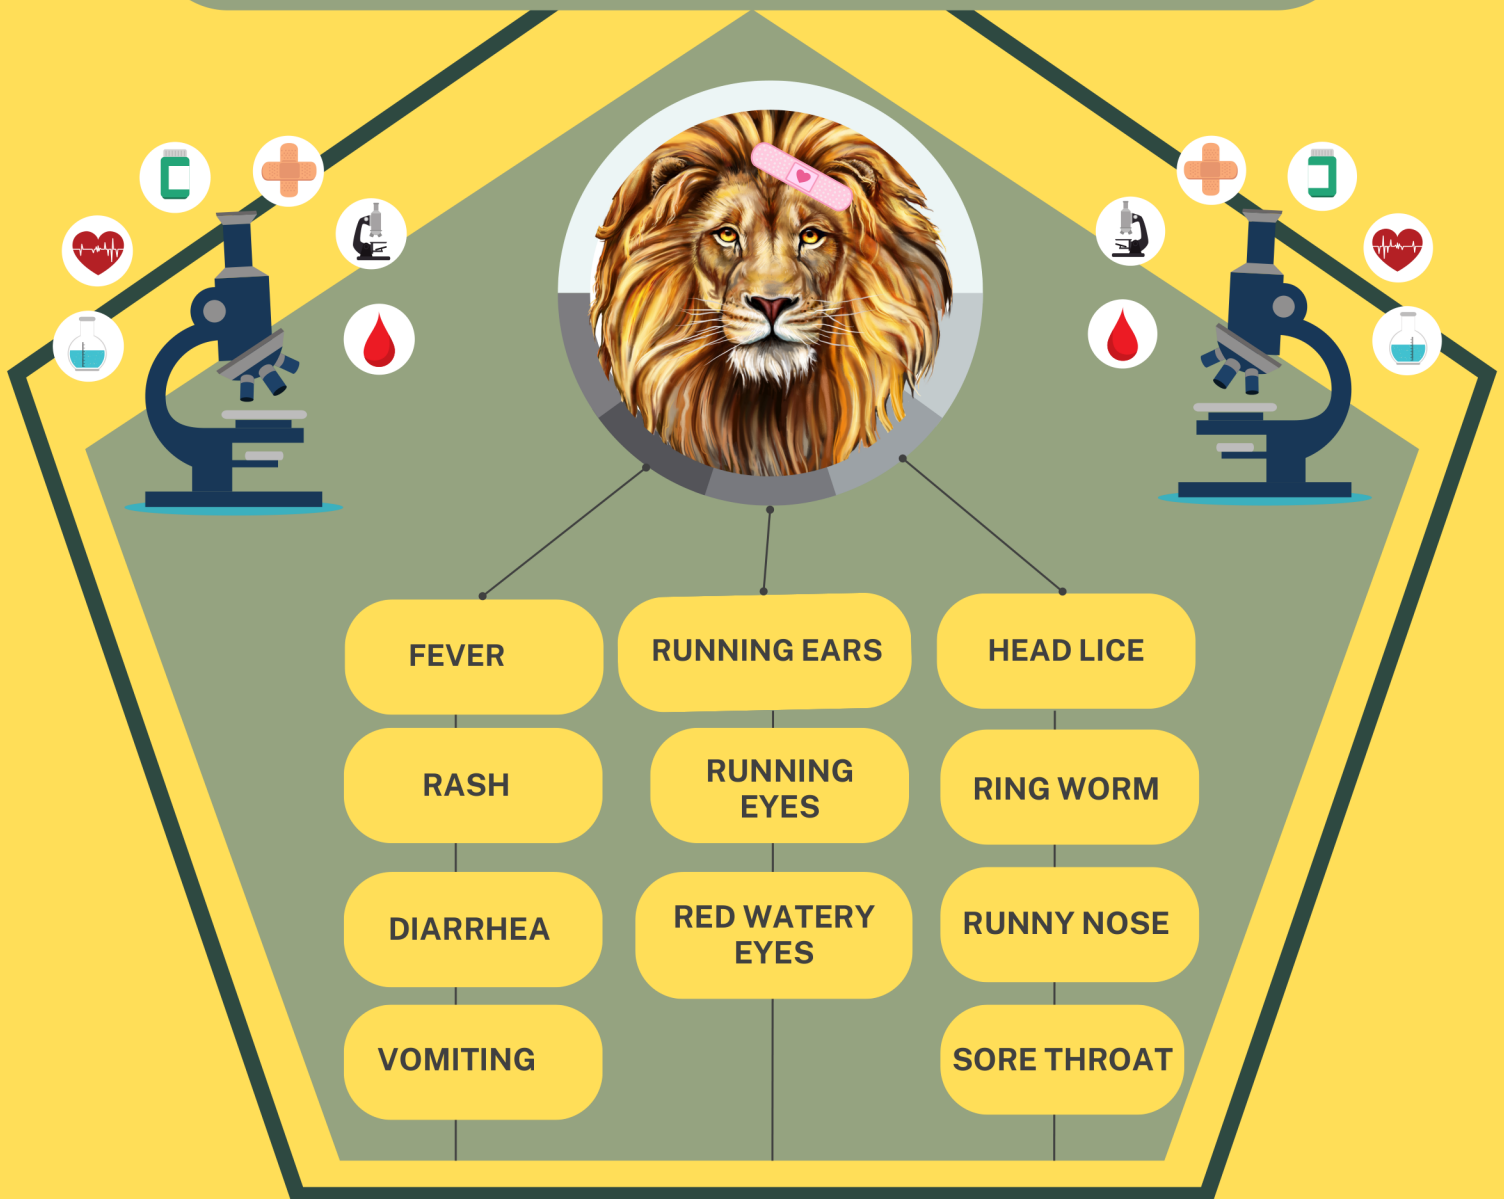 FEVER
RASH
DIARRHEA
VOMITING
RUNNING EARS
RUNNING
EYES
RED WATERY
EYES
HEAD LICE
RING WORM
RUNNY NOSE
SORE THROAT